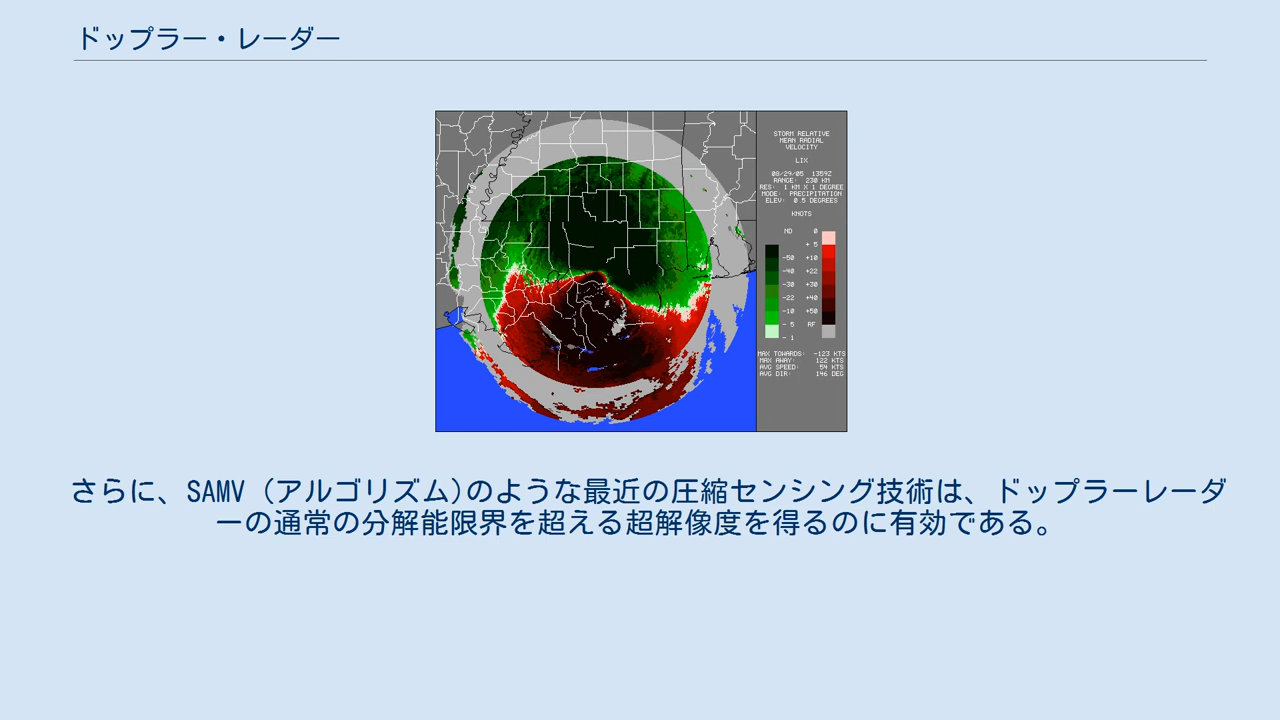 ドップラー・レーダー
STORM RELATIVE
MEAN RADIAL
VELOCITY
LIX
08/29/05 1359Z
RANGE: 230 KM
RES: 1 KM X 1 DEGREE
MODE: PRECIPITATION
ELEV: 0.5 DEGREES
KNOTS
ND 0
+ 5
-50 +10
-40 +22
-30 +30
-22 +40
-10 +50
- 5 RF
- 1
MAX TOWARDS: -123 KTS
MAX AWAY: 122 KTS
AVG SPEED: 54 KTS
AVG DIR: 146 DEG
さらに、SAMV (アルゴリズム)のような最近の圧縮センシング技術は、ドップラーレーダ
ーの通常の分解能限界を超える超解像度を得るのに有効である。